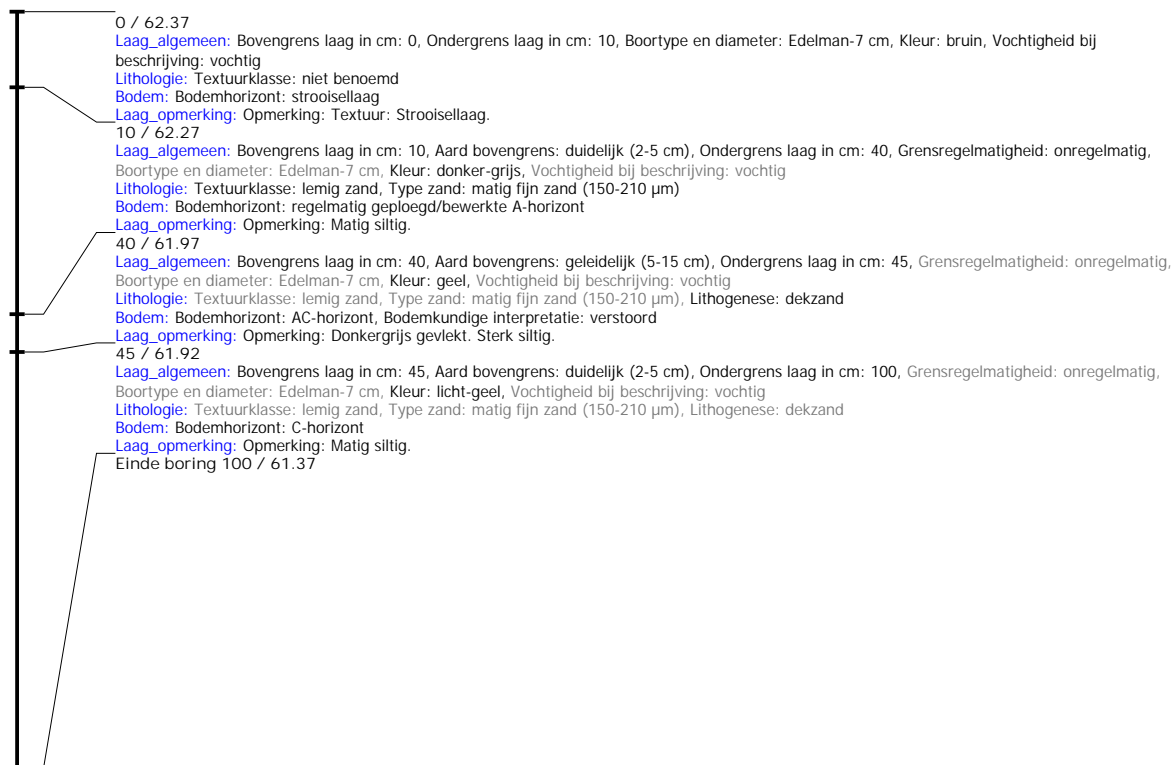 0 / 62.37
Laag_algemeen: Bovengrens laag in cm: 0, Ondergrens laag in cm: 10, Boortype en diameter: Edelman-7 cm, Kleur: bruin, Vochtigheid bij
beschrijving: vochtig
Lithologie: Textuurklasse: niet benoemd
Bodem: Bodemhorizont: strooisellaag
Laag_opmerking: Opmerking: Textuur: Strooisellaag.
10 / 62.27
Laag_algemeen: Bovengrens laag in cm: 10, Aard bovengrens: duidelijk (2-5 cm), Ondergrens laag in cm: 40, Grensregelmatigheid: onregelmatig,
Boortype en diameter: Edelman-7 cm, Kleur: donker-grijs, Vochtigheid bij beschrijving: vochtig
Lithologie: Textuurklasse: lemig zand, Type zand: matig fijn zand (150-210 µm)
Bodem: Bodemhorizont: regelmatig geploegd/bewerkte A-horizont
Laag_opmerking: Opmerking: Matig siltig.
40 / 61.97
Laag_algemeen: Bovengrens laag in cm: 40, Aard bovengrens: geleidelijk (5-15 cm), Ondergrens laag in cm: 45, Grensregelmatigheid: onregelmatig,
Boortype en diameter: Edelman-7 cm, Kleur: geel, Vochtigheid bij beschrijving: vochtig
Lithologie: Textuurklasse: lemig zand, Type zand: matig fijn zand (150-210 µm), Lithogenese: dekzand
Bodem: Bodemhorizont: AC-horizont, Bodemkundige interpretatie: verstoord
Laag_opmerking: Opmerking: Donkergrijs gevlekt. Sterk siltig.
45 / 61.92
Laag_algemeen: Bovengrens laag in cm: 45, Aard bovengrens: duidelijk (2-5 cm), Ondergrens laag in cm: 100, Grensregelmatigheid: onregelmatig,
Boortype en diameter: Edelman-7 cm, Kleur: licht-geel, Vochtigheid bij beschrijving: vochtig
Lithologie: Textuurklasse: lemig zand, Type zand: matig fijn zand (150-210 µm), Lithogenese: dekzand
Bodem: Bodemhorizont: C-horizont
Laag_opmerking: Opmerking: Matig siltig.
Einde boring 100 / 61.37